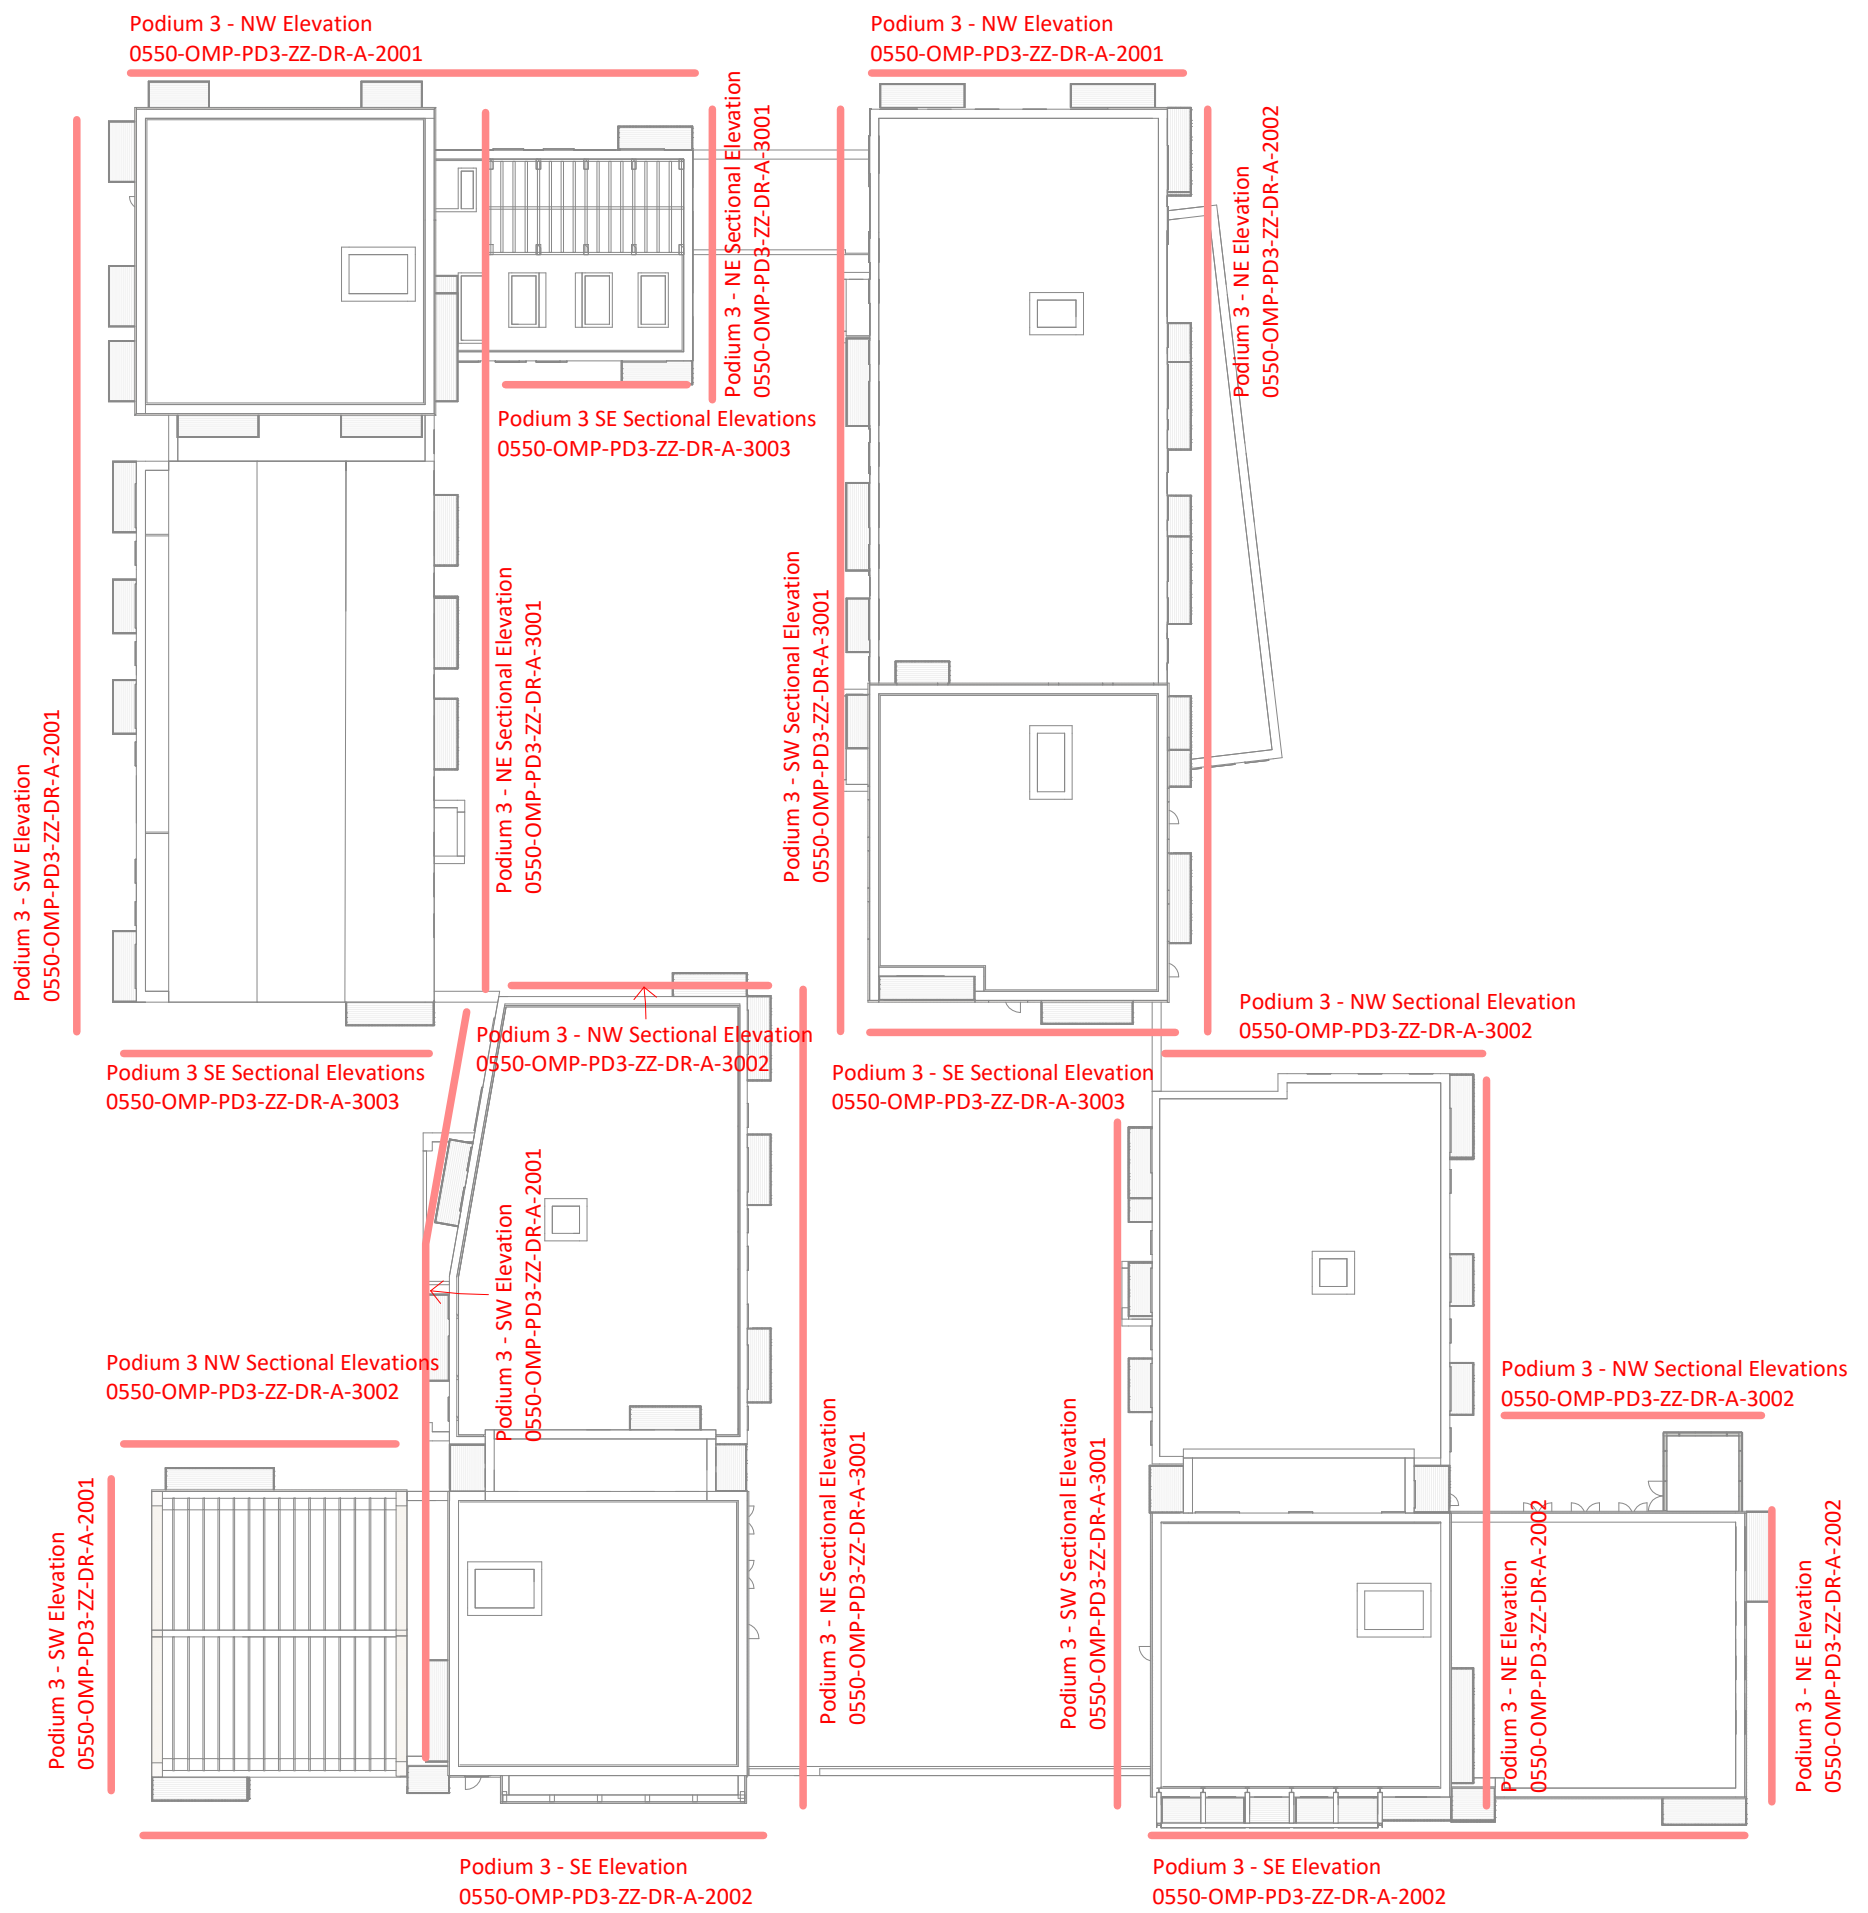 Podium 3 - NW Elevation
0550-OMP-PD3-ZZ-DR-A-2001
Podium 3 - NW Elevation
0550-OMP-PD3-ZZ-DR-A-2001
Podium 3 - NE Sectional Elevation
0550-OMP-PD3-ZZ-DR-A-3001
Podium 3 - NE Elevation
0550-OMP-PD3-ZZ-DR-A-2002
Podium 3 SE Sectional Elevations
0550-OMP-PD3-ZZ-DR-A-3003
Podium 3 - SW Elevation
0550-OMP-PD3-ZZ-DR-A-2001
Podium 3 - NE Sectional Elevation
0550-OMP-PD3-ZZ-DR-A-3001
Podium 3 - SW Sectional Elevation
0550-OMP-PD3-ZZ-DR-A-3001
Podium 3 - NW Sectional Elevation
0550-OMP-PD3-ZZ-DR-A-3002
Podium 3 - NW Sectional Elevation
0550-OMP-PD3-ZZ-DR-A-3002
Podium 3 SE Sectional Elevations
0550-OMP-PD3-ZZ-DR-A-3003
Podium 3 - SE Sectional Elevation
0550-OMP-PD3-ZZ-DR-A-3003
Podium 3 - SW Elevation
0550-OMP-PD3-ZZ-DR-A-2001
Podium 3 NW Sectional Elevations
0550-OMP-PD3-ZZ-DR-A-3002
Podium 3 - NW Sectional Elevations
0550-OMP-PD3-ZZ-DR-A-3002
Podium 3 - SW Elevation
0550-OMP-PD3-ZZ-DR-A-2001
Podium 3 - NE Sectional Elevation
0550-OMP-PD3-ZZ-DR-A-3001
Podium 3 - SW Sectional Elevation
0550-OMP-PD3-ZZ-DR-A-3001
Podium 3 - NE Elevation
0550-OMP-PD3-ZZ-DR-A-2002
Podium 3 - NE Elevation
0550-OMP-PD3-ZZ-DR-A-2002
Podium 3 - SE Elevation
0550-OMP-PD3-ZZ-DR-A-2002
Podium 3 - SE Elevation
0550-OMP-PD3-ZZ-DR-A-2002